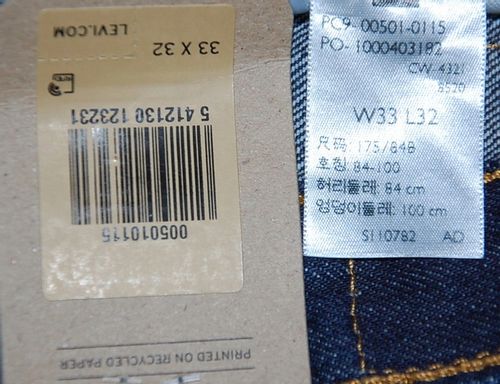 PRINTED ON RECYCLED PAPER
005010115
5 412130 123231
33 X 32
LEVI.COM
PC9- 00501-0115
PO- 1000403182
CW 4321
8520
W33 L32
尺码: 175/84B
호칭: 84-100
허리둘레: 84 cm
엉덩이둘레: 100 cm
S110782 AD